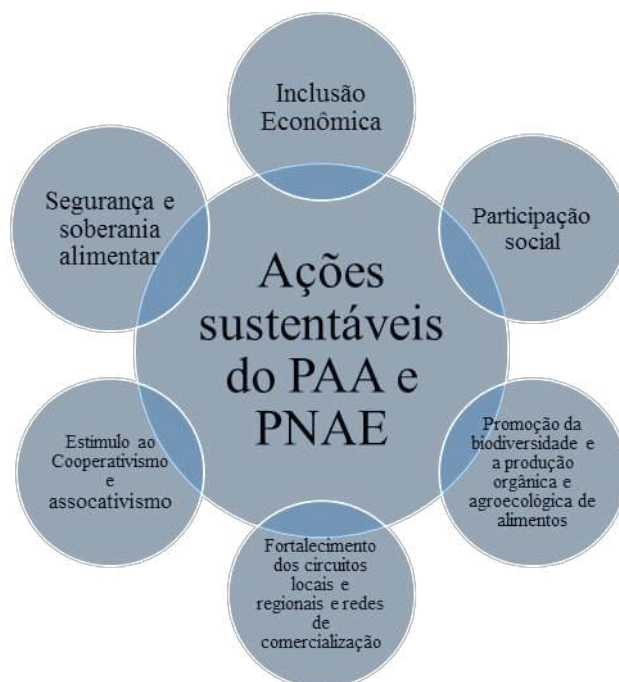 Inclusão
Econômica
Segurança e
soberania
alimentar
Participação
social
Ações
sustentáveis
do PAA e
PNAE
Estimulo ao
Cooperativismo
e
assocativismo
Promoção da
biodiversidade e
a produção
orgânica e
agroecológica de
alimentos
Fortalecimento
dos circuitos
locais e
regionais e redes
de
comercialização